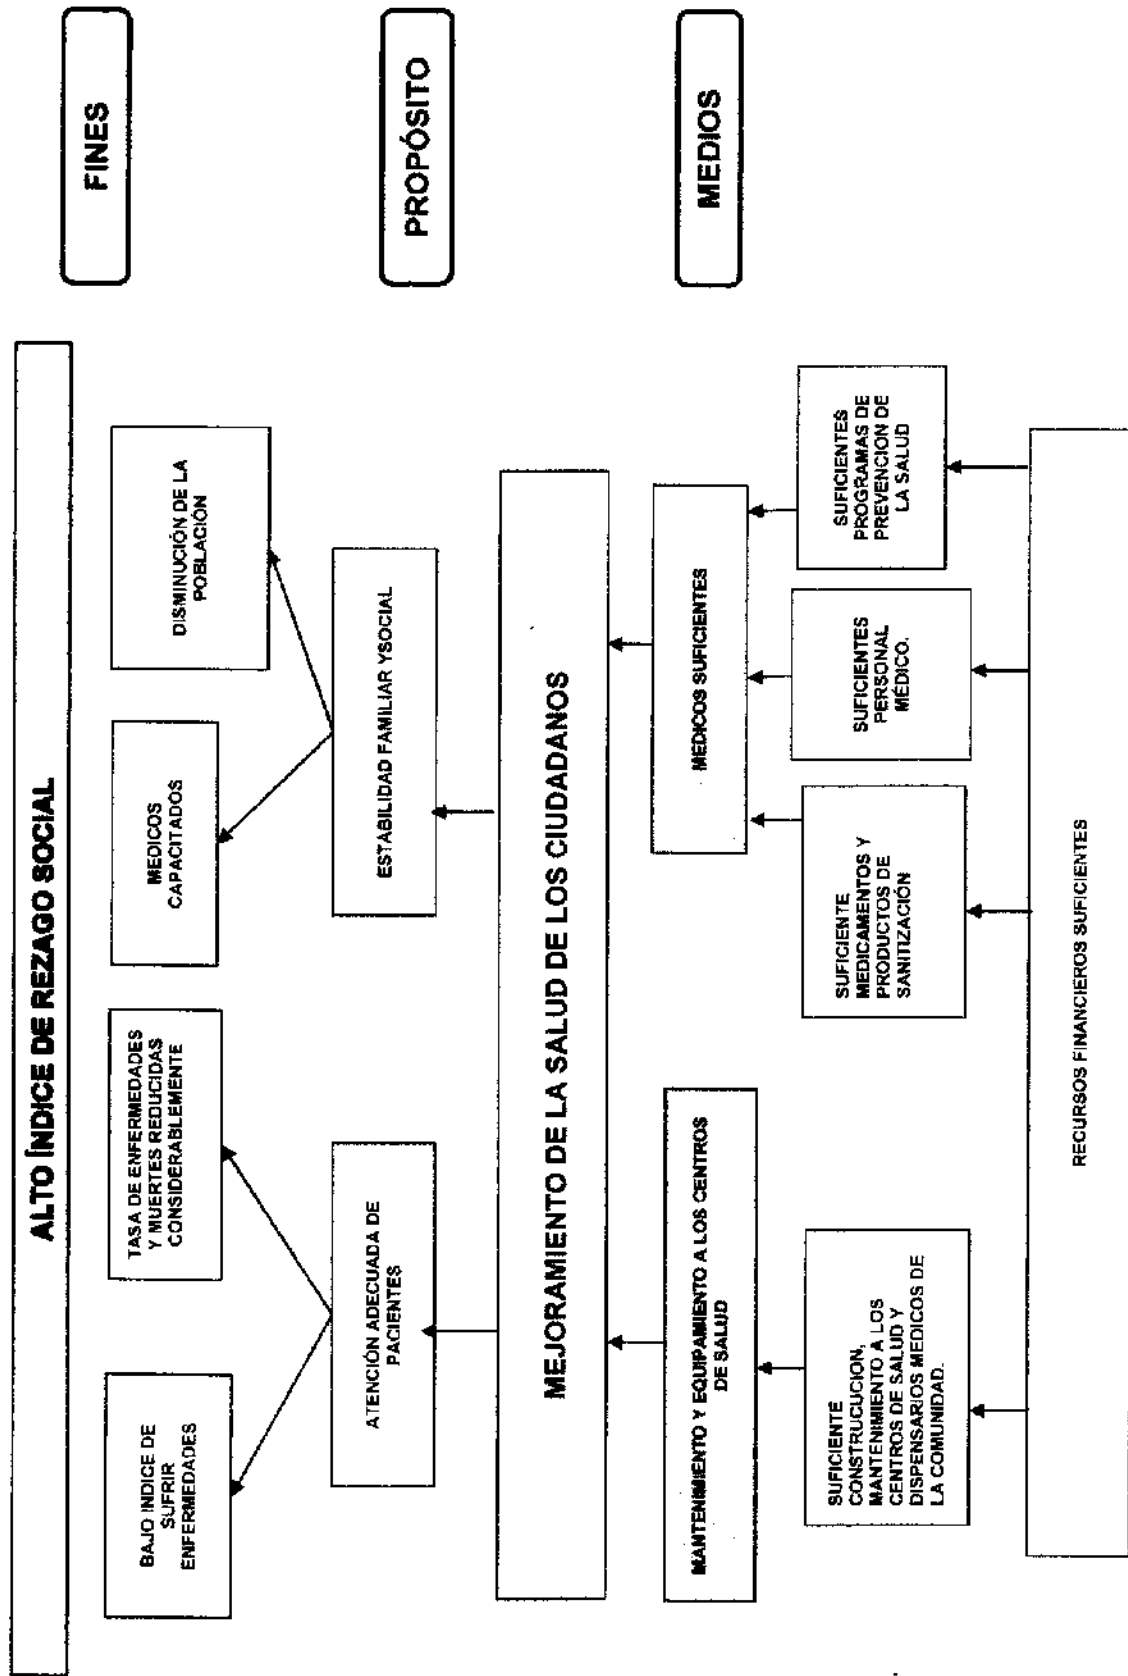 ALTO ÍNDICE DE REZAGO SOCIAL
FINES
BAJO INDICE DE
SUFRIR
ENFERMEDADES
TASA DE ENFERMEDADES
Y MUERTES REDUCIDAS
CONSIDERABLEMENTE
MEDICOS
CAPACITADOS
DISMINUCIÓN DE LA
POBLACIÓN
ATENCIÓN ADECUADA DE
PACIENTES
ESTABILIDAD FAMILIAR YSOCIAL
PROPÓSITO
MEJORAMIENTO DE LA SALUD DE LOS CIUDADANOS
MANTENIMIENTO Y EQUIPAMIENTO A LOS CENTROS
DE SALUD
MEDICOS SUFICIENTES
MEDIOS
SUFICIENTE
CONSTRUCUCION,
MANTENIMIENTO A LOS
CENTROS DE SALUD Y
DISPENSARIOS MEDICOS DE
LA COMUNIDAD.
SUFICIENTE
MEDICAMENTOS Y
PRODUCTOS DE
SANITIZACIÓN
SUFICIENTES
PERSONAL
MÉDICO.
SUFICIENTES
PROGRAMAS DE
PREVENCION DE
LA SALUD
RECURSOS FINANCIEROS SUFICIENTES